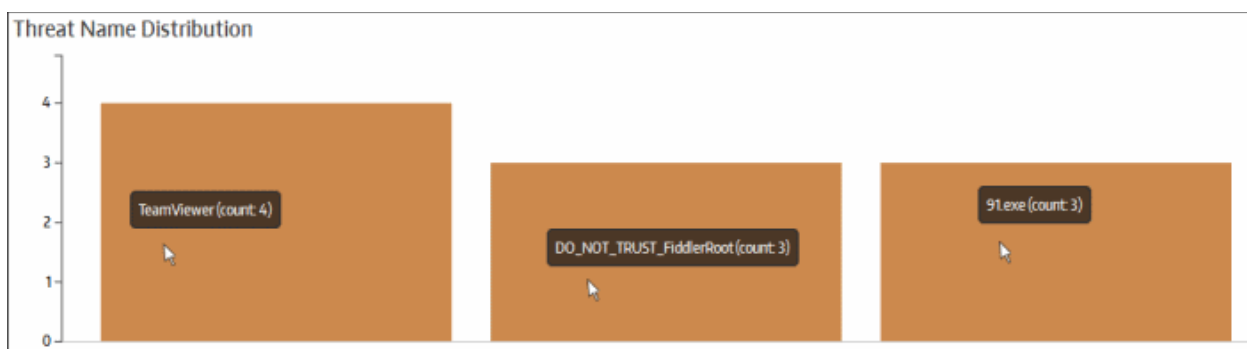 Threat Name Distribution
4
3
2
1
0
TeamViewer (count: 4)
DO_NOT_TRUST_FiddlerRoot (count: 3)
91.exe (count: 3)